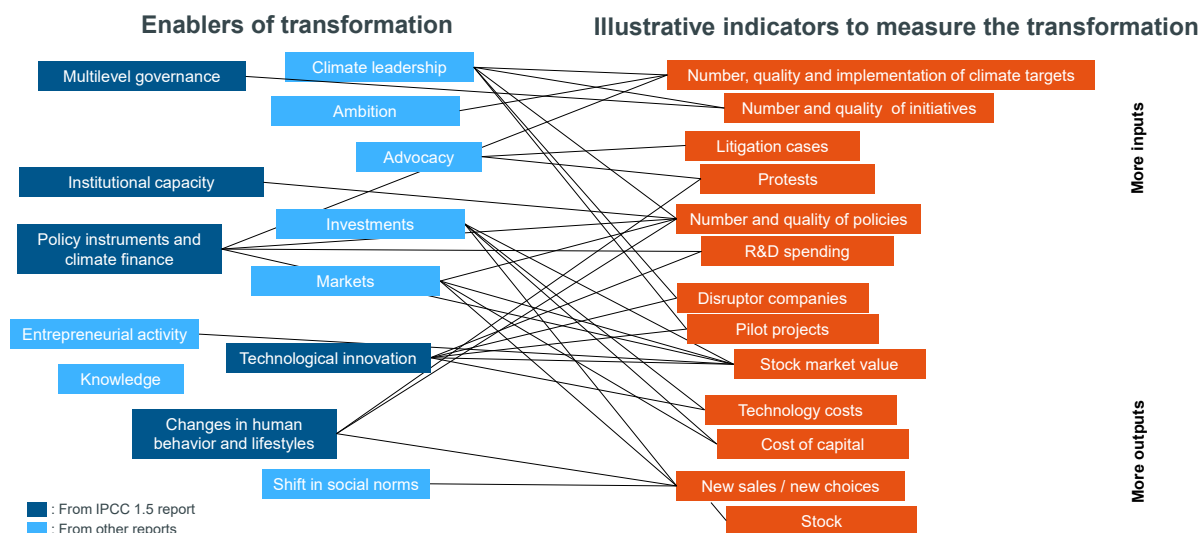 Enablers of transformation
Illustrative indicators to measure the transformation
Multilevel governance
Climate leadership
Ambition
Advocacy
Institutional capacity
Investments
Policy instruments and
climate finance
Markets
Entrepreneurial activity
Technological innovation
Knowledge
Changes in human
behavior and lifestyles
Shift in social norms
: From IPCC 1.5 report
: From other reports
Number, quality and implementation of climate targets
Number and quality of initiatives
Litigation cases
Protests
Number and quality of policies
R&D spending
Disruptor companies
Pilot projects
Stock market value
Technology costs
Cost of capital
New sales / new choices
Stock
More inputs
More outputs